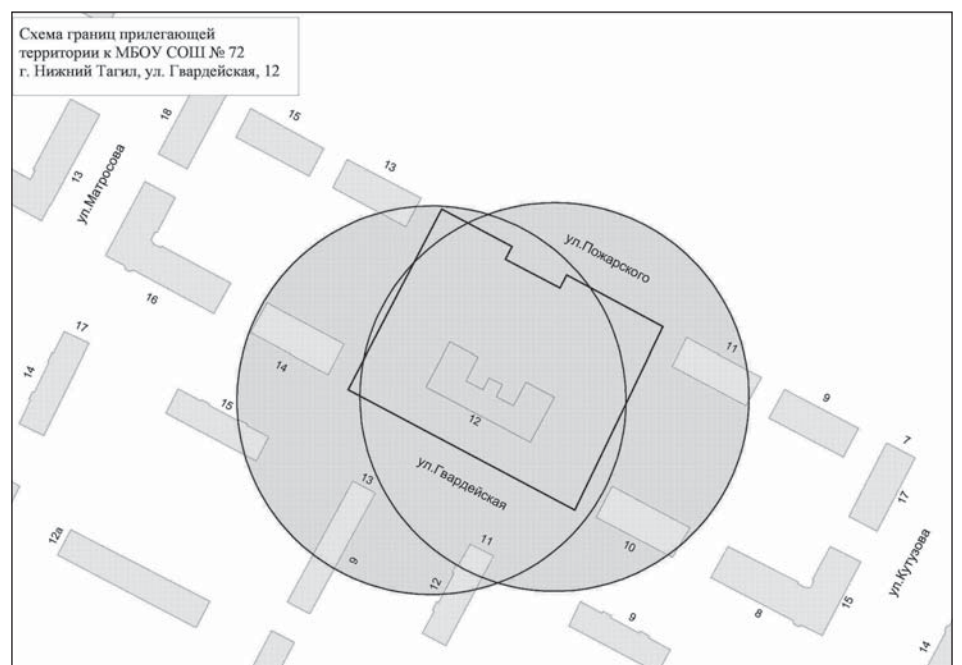 Схема границ прилегающей
территории к МБОУ СОШ № 72
г. Нижний Тагил, ул. Гвардейская, 12
18
15
13
13
ул.Матросова
ул.Пожарского
16
17
14
14
11
9
15
12
7
17
ул.Гвардейская
13
11
10
12а
9
12
ул.Кутузова
9
8
15
14